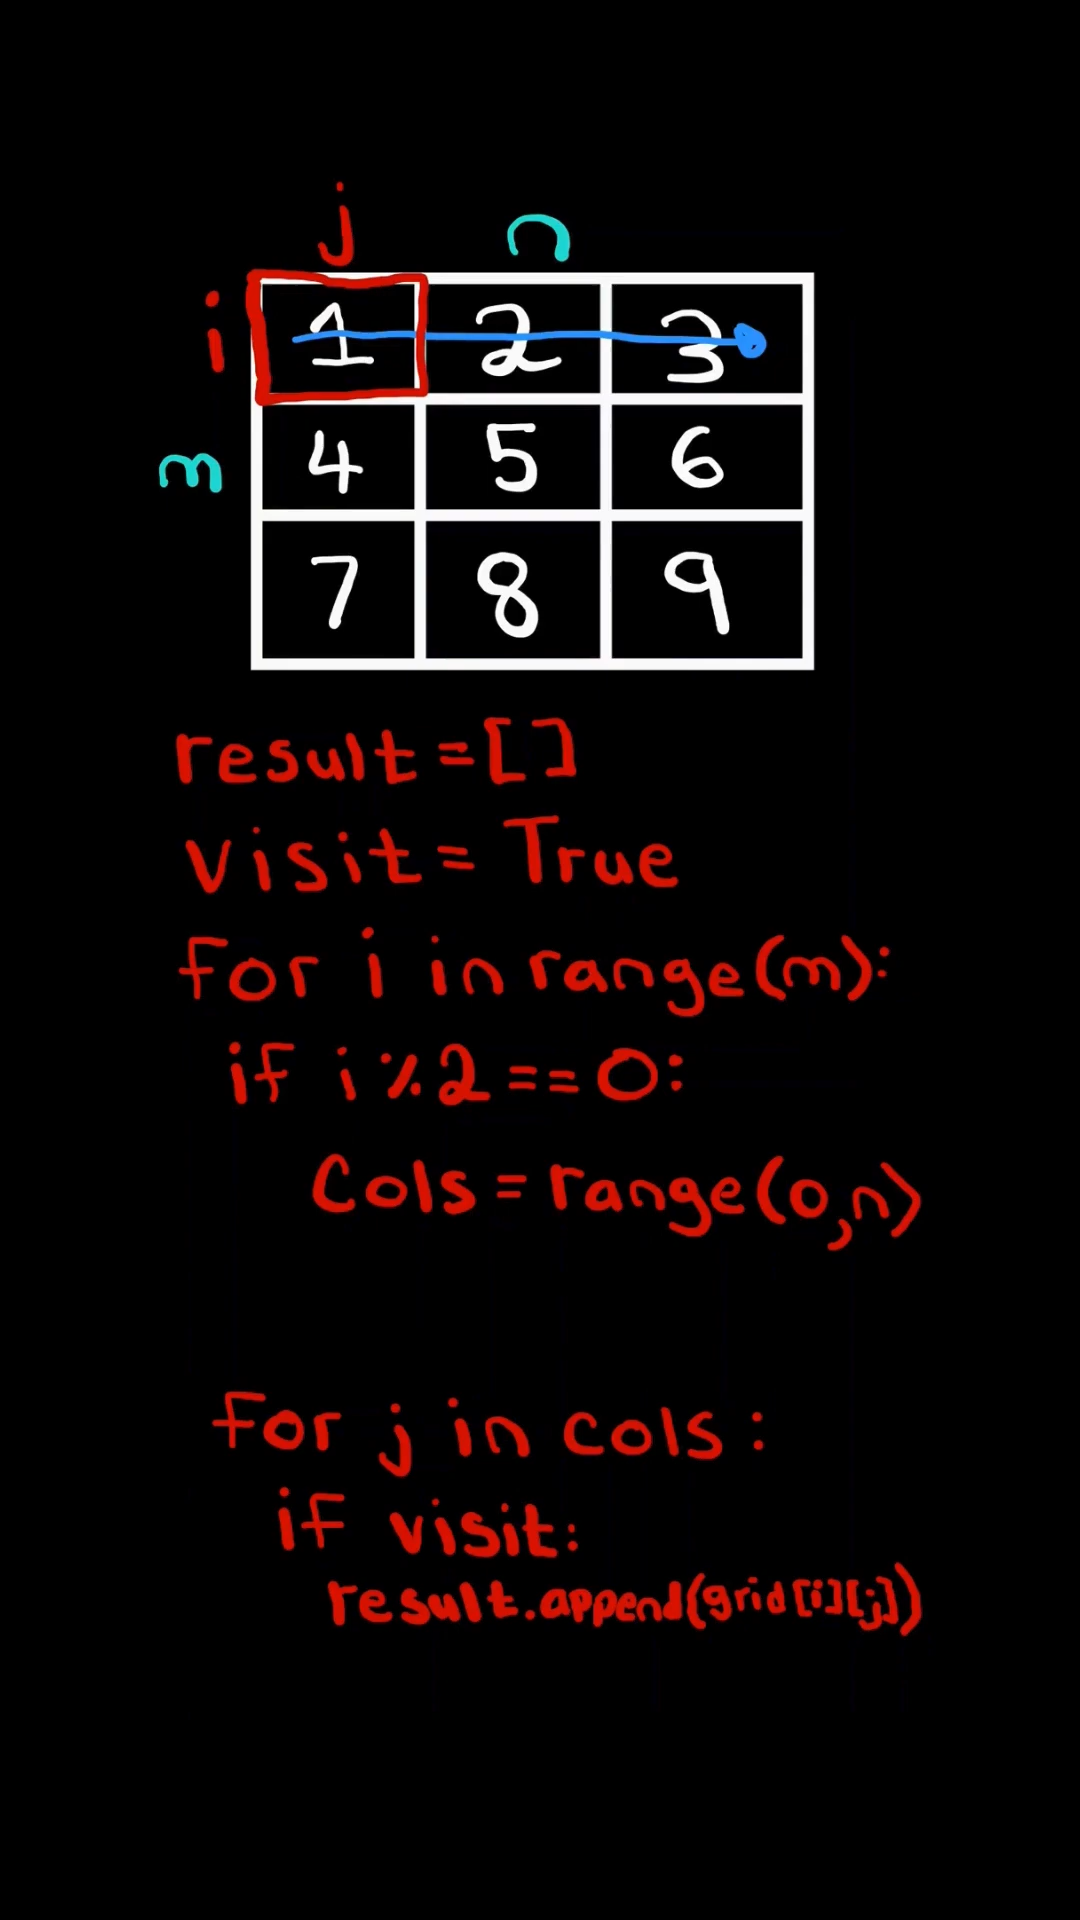 j n
i 1 2 3
m 4 5 6
7 8 9
result=[]
visit=True
for i in range(m):
if i%2==0:
Cols=range(0,n)
for j in cols:
if visit:
result.append(grid[i][j])